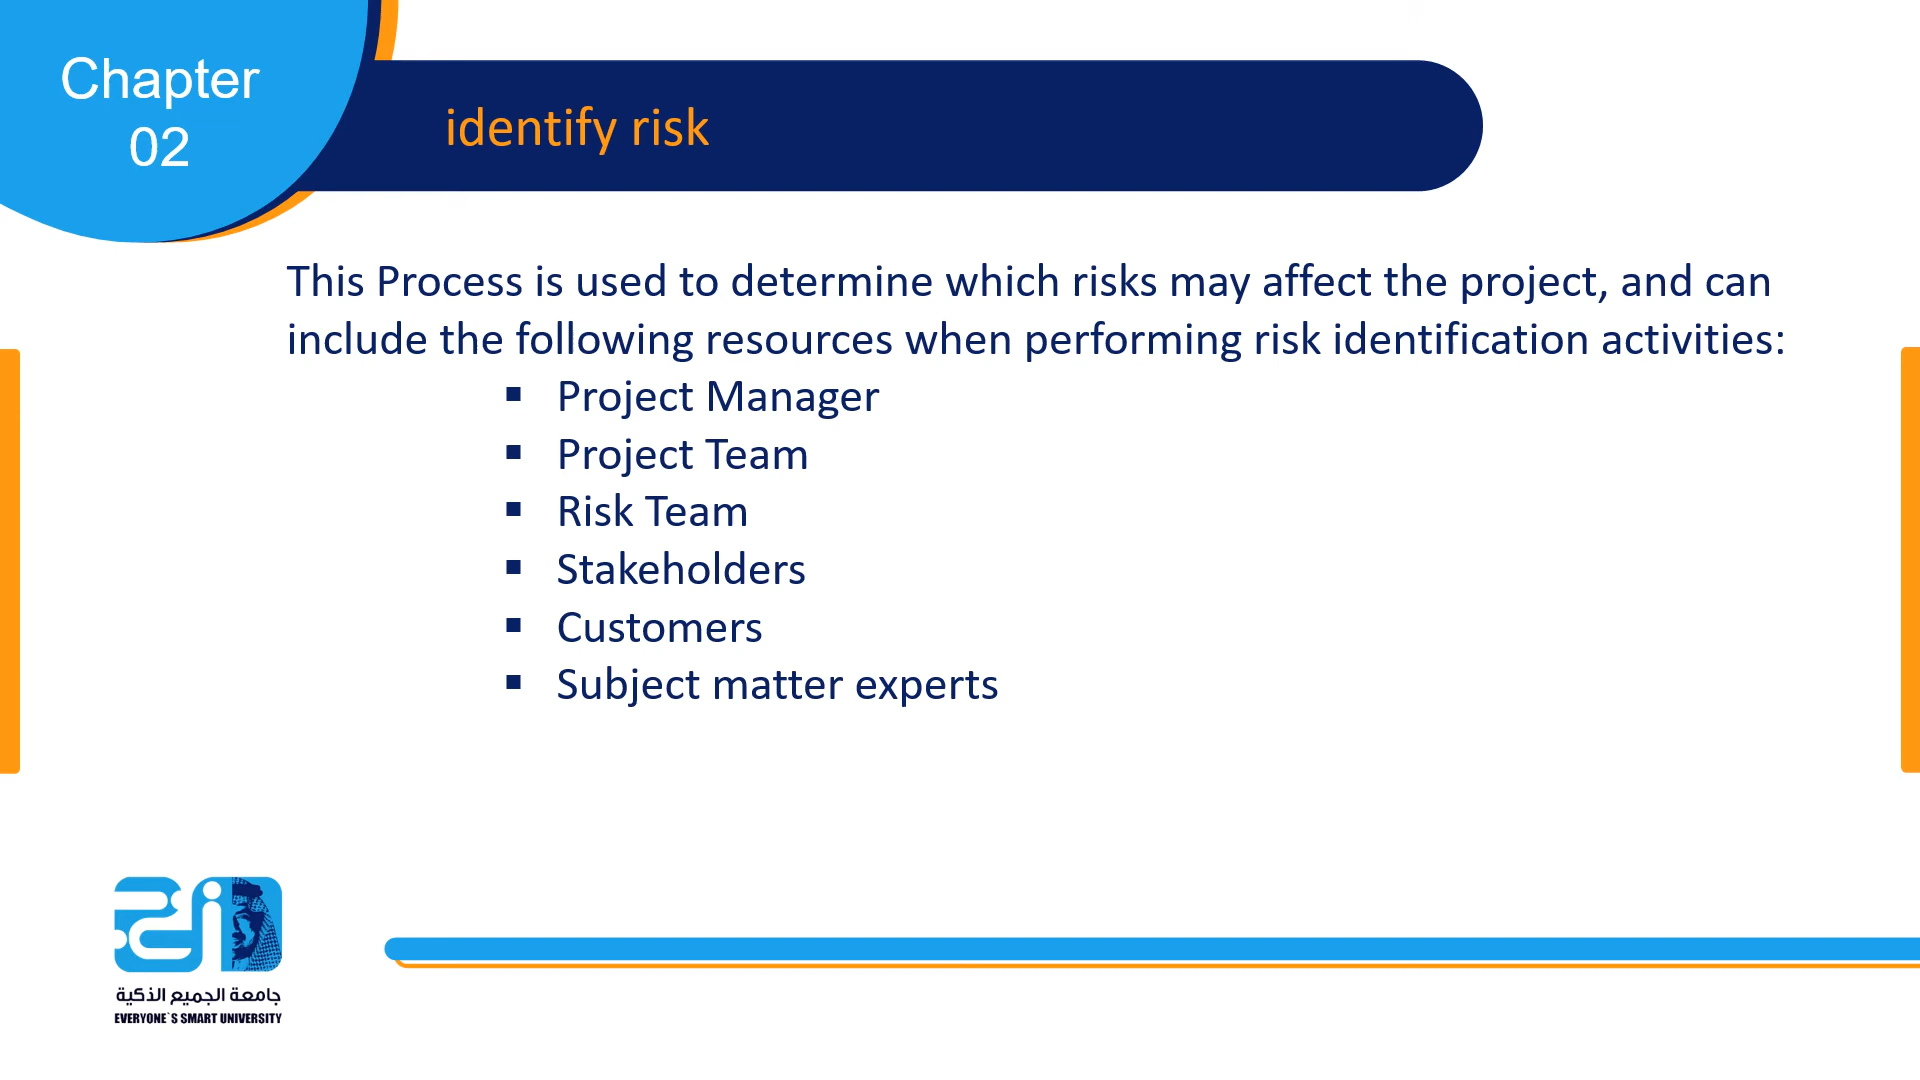 Chapter
02
identify risk
This Process is used to determine which risks may affect the project, and can
include the following resources when performing risk identification activities:
▪ Project Manager
▪ Project Team
▪ Risk Team
▪ Stakeholders
▪ Customers
▪ Subject matter experts
جامعة الجميع الذكية
EVERYONE`S SMART UNIVERSITY